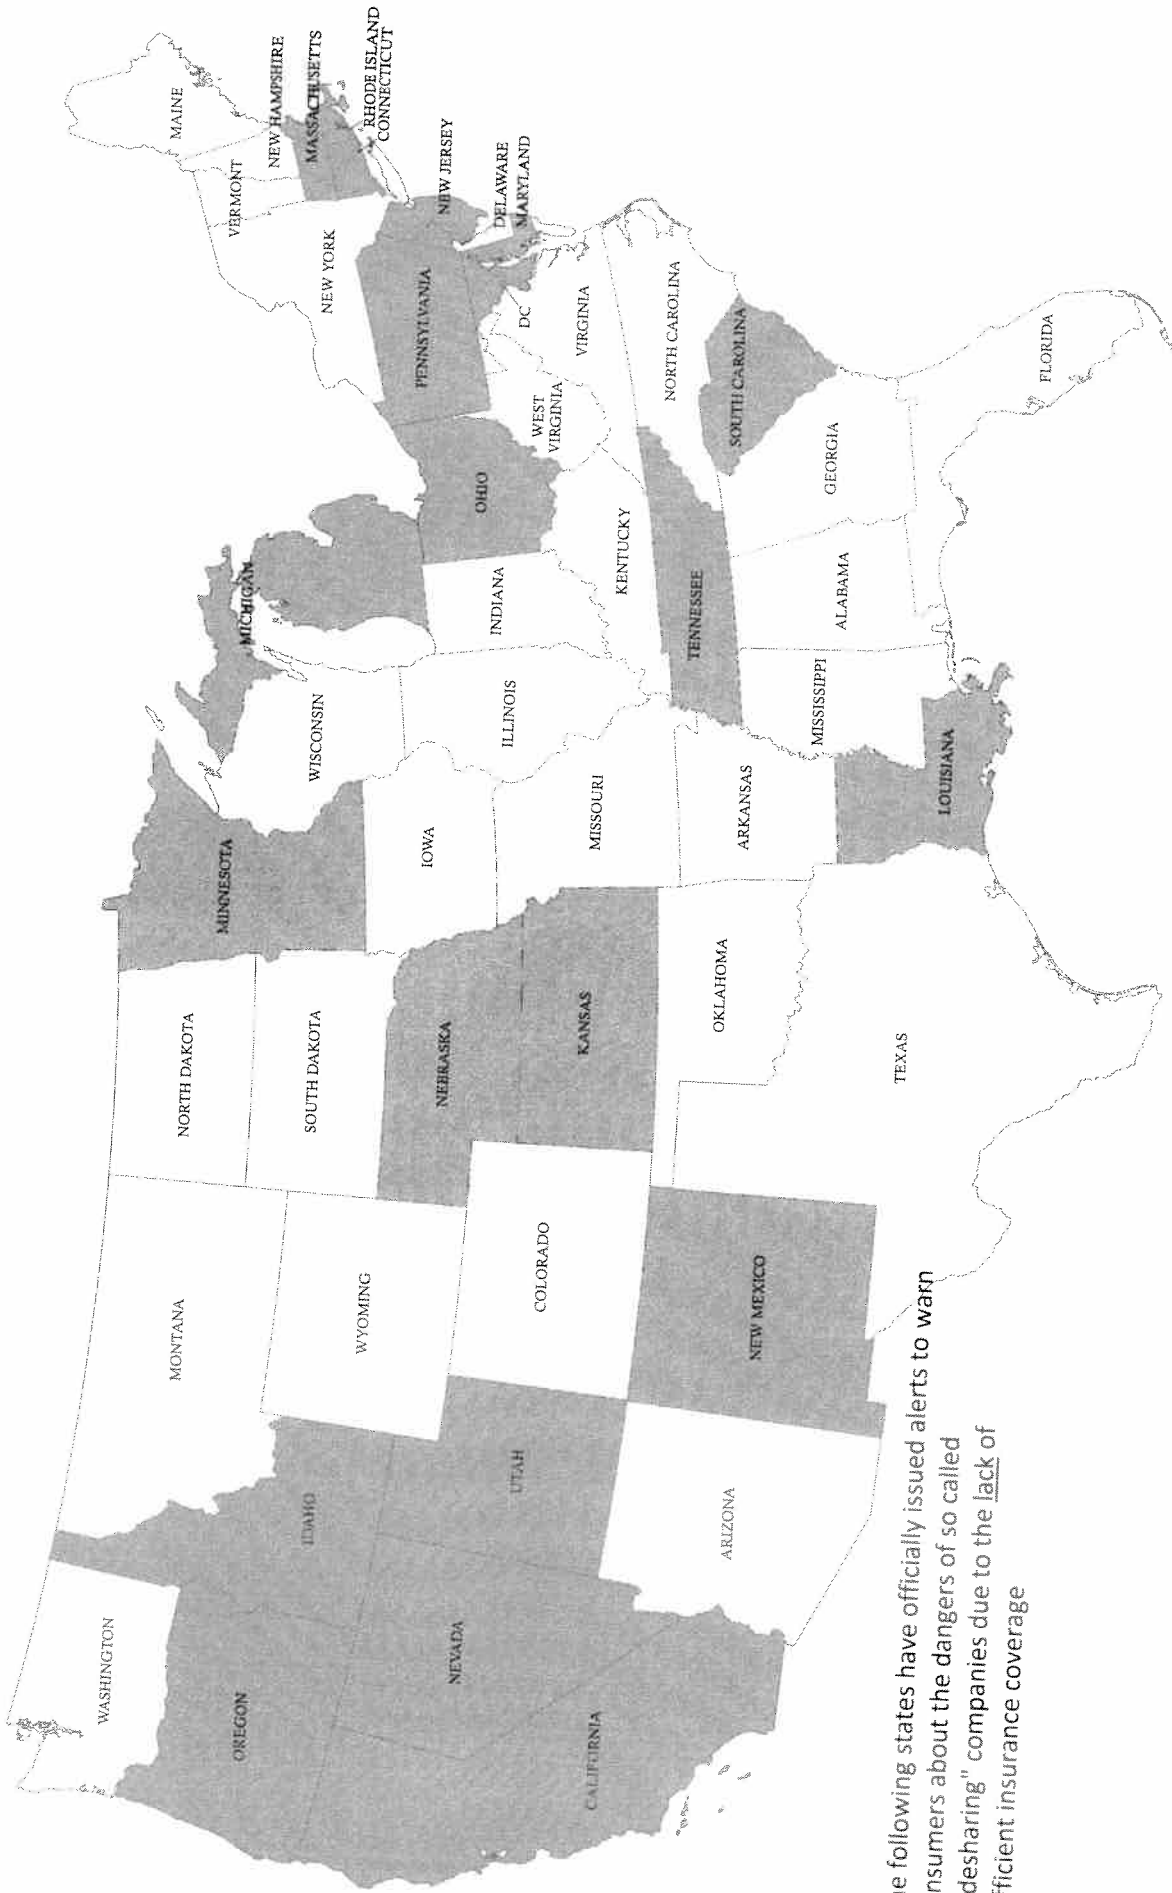 WASHINGTON
MONTANA
NORTH DAKOTA
MINNESOTA
MICHIGAN
VERMONT
MAINE
NEW HAMPSHIRE
MASSACHUSETTS
RHODE ISLAND
CONNECTICUT
OREGON
IDAHO
WYOMING
SOUTH DAKOTA
WISCONSIN
NEW YORK
NEW JERSEY
DELAWARE
MARYLAND
NEVADA
UTAH
COLORADO
NEBRASKA
IOWA
ILLINOIS
INDIANA
OHIO
PENNSYLVANIA
WEST
VIRGINIA
DC
VIRGINIA
CALIFORNIA
KANSAS
MISSOURI
KENTUCKY
NORTH CAROLINA
ARIZONA
NEW MEXICO
OKLAHOMA
ARKANSAS
TENNESSEE
SOUTH CAROLINA
TEXAS
LOUISIANA
MISSISSIPPI
ALABAMA
GEORGIA
FLORIDA
e following states have officially issued alerts to warn
nsumers about the dangers of so called
desharing" companies due to the lack of
fficient insurance coverage